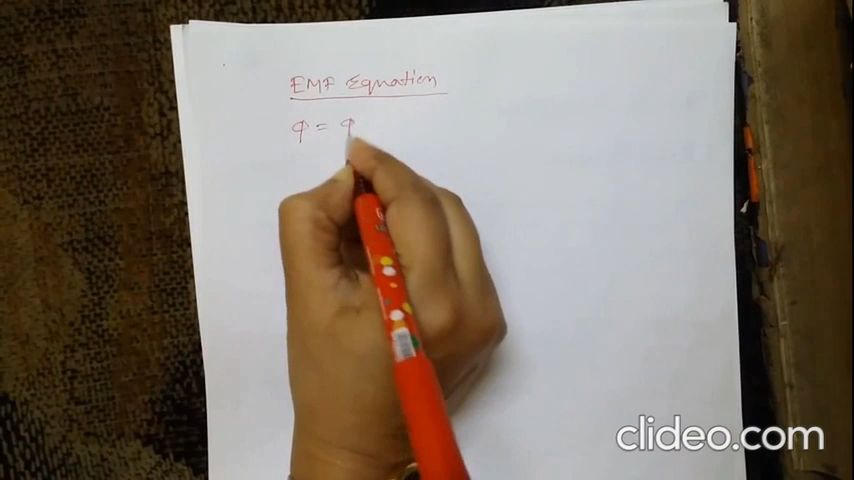 EMF Equation
φ = φ
clideo.com